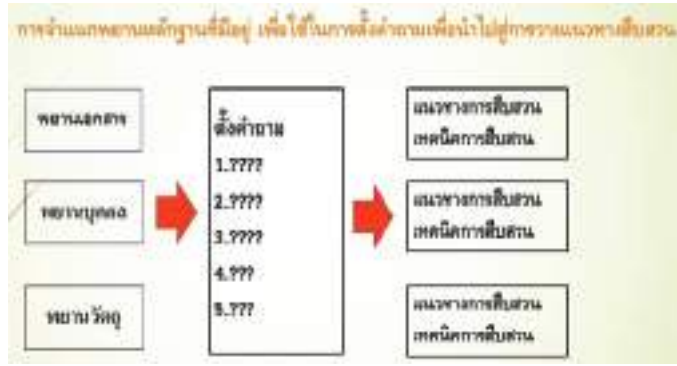 การจำแนกพยานหลักฐานที่มีอยู่ เพื่อใช้ในการตั้งคำถามเพื่อนำไปสู่การวางแนวทางสืบสวน
พยานเอกสาร
พยานบุคคล
พยานวัตถุ
ตั้งคำถาม
1.????
2.????
3.????
4.???
5.???
แนวทางการสืบสวน
เทคนิคการสืบสวน
แนวทางการสืบสวน
เทคนิคการสืบสวน
แนวทางการสืบสวน
เทคนิคการสืบสวน